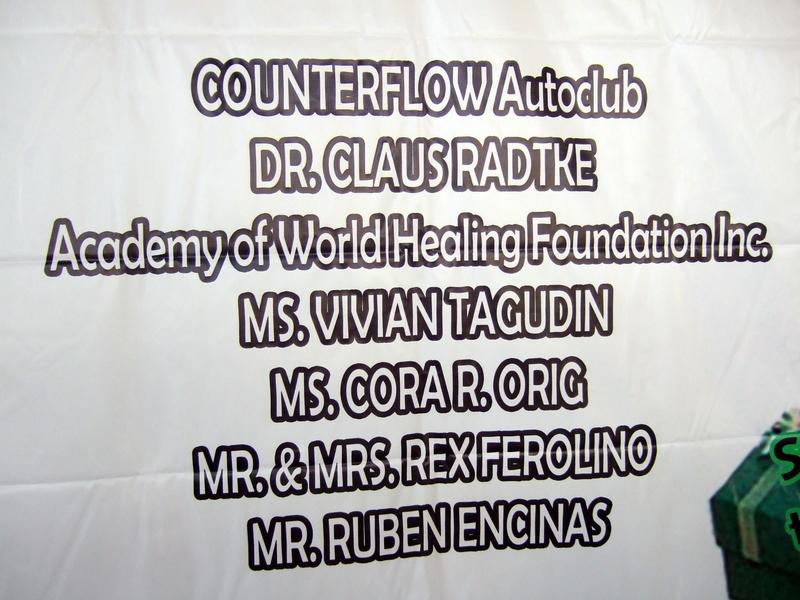 COUNTERFLOW Autoclub
DR. CLAUS RADTKE
Academy of World Healing Foundation Inc.
MS. VIVIAN TAGUDIN
MS. CORA R. ORIG
MR. & MRS. REX FEROLINO
MR. RUBEN ENCINAS